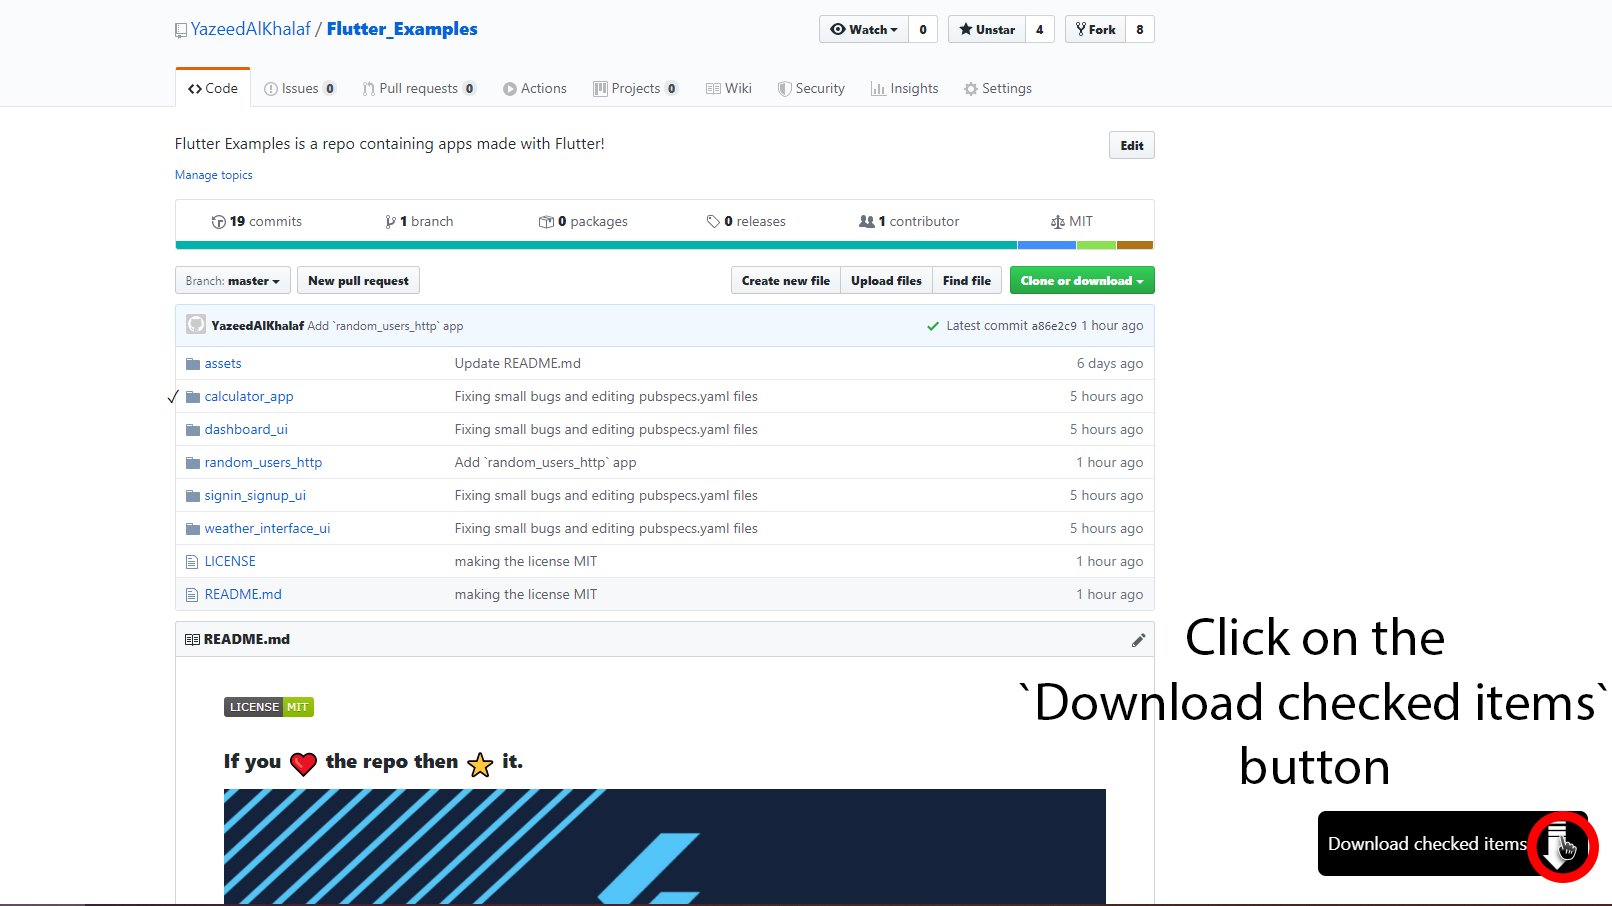 YazeedAlKhalaf / Flutter_Examples
Watch 0 Unstar 4 Fork 8
Code Issues 0 Pull requests 0 Actions Projects 0 Wiki Security Insights Settings
Flutter Examples is a repo containing apps made with Flutter!
Edit
Manage topics
19 commits 1 branch 0 packages 0 releases 1 contributor MIT
Branch: master New pull request Create new file Upload files Find file Clone or download
YazeedAlKhalaf Add `random_users_http` app Latest commit a86e2c9 1 hour ago
assets Update README.md 6 days ago
✓ calculator_app Fixing small bugs and editing pubspecs.yaml files 5 hours ago
dashboard_ui Fixing small bugs and editing pubspecs.yaml files 5 hours ago
random_users_http Add `random_users_http` app 1 hour ago
signin_signup_ui Fixing small bugs and editing pubspecs.yaml files 5 hours ago
weather_interface_ui Fixing small bugs and editing pubspecs.yaml files 5 hours ago
LICENSE making the license MIT 1 hour ago
README.md making the license MIT 1 hour ago
README.md
LICENSE MIT
If you ❤️ the repo then ⭐ it.
Click on the
`Download checked items`
button
Download checked items